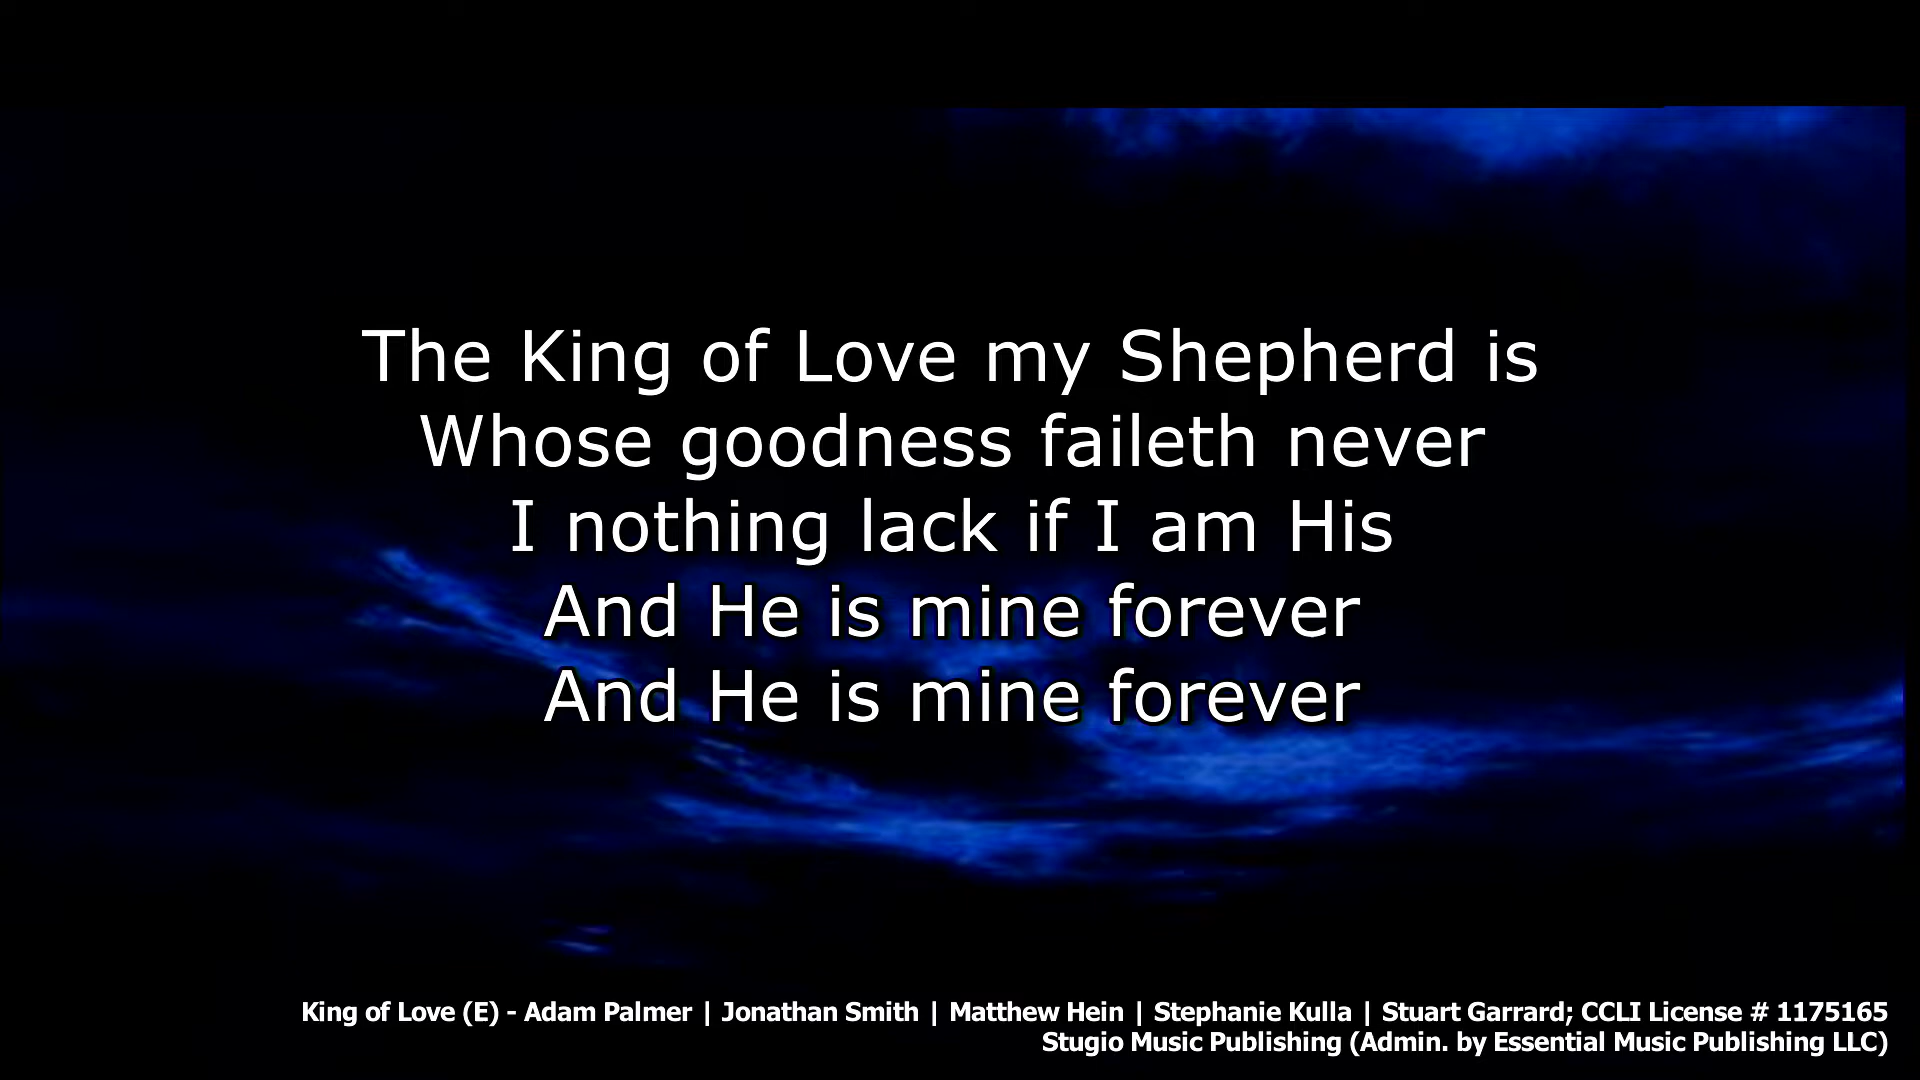 The King of Love my Shepherd is
Whose goodness faileth never
I nothing lack if I am His
And He is mine forever
And He is mine forever
King of Love (E) - Adam Palmer | Jonathan Smith | Matthew Hein | Stephanie Kulla | Stuart Garrard; CCLI License # 1175165
Stugio Music Publishing (Admin. by Essential Music Publishing LLC)